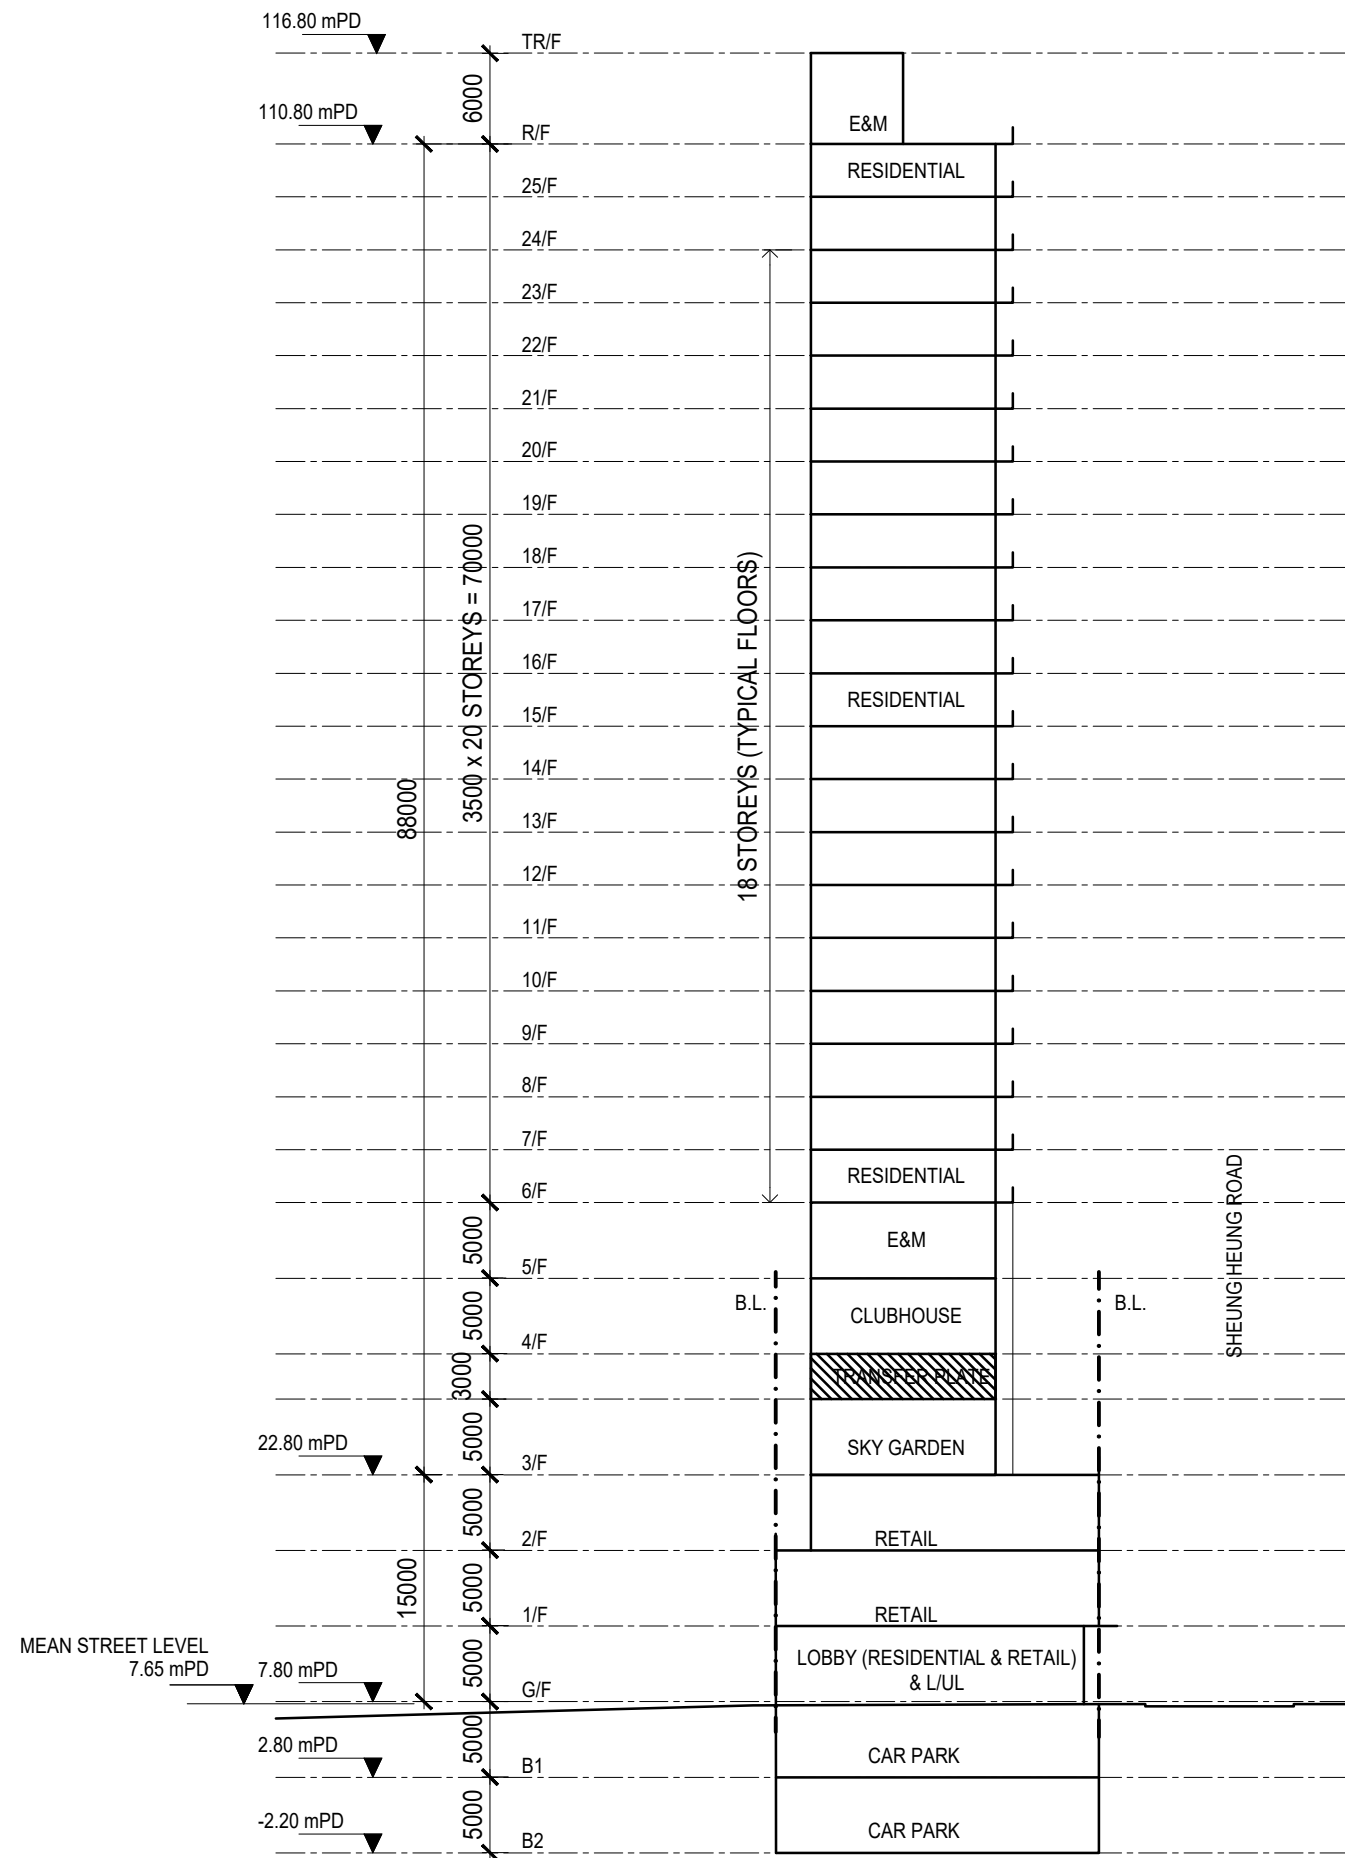 116.80 mPD
TR/F
6000
110.80 mPD
E&M
R/F
RESIDENTIAL
25/F
24/F
23/F
22/F
21/F
20/F
19/F
18/F
17/F
16/F
RESIDENTIAL
15/F
14/F
13/F
12/F
11/F
10/F
9/F
8/F
7/F
RESIDENTIAL
6/F
88000
3500 x 20 STOREYS = 70000
18 STOREYS (TYPICAL FLOORS)
SHEUNG HEUNG ROAD
5000
E&M
5/F
B.L.
B.L.
5000
CLUBHOUSE
4/F
3000
TRANSFER PLATE
5000
22.80 mPD
SKY GARDEN
3/F
5000
2/F
RETAIL
15000
5000
1/F
RETAIL
MEAN STREET LEVEL
7.65 mPD
7.80 mPD
5000
LOBBY (RESIDENTIAL & RETAIL)
& L/UL
G/F
2.80 mPD
5000
CAR PARK
B1
-2.20 mPD
5000
CAR PARK
B2